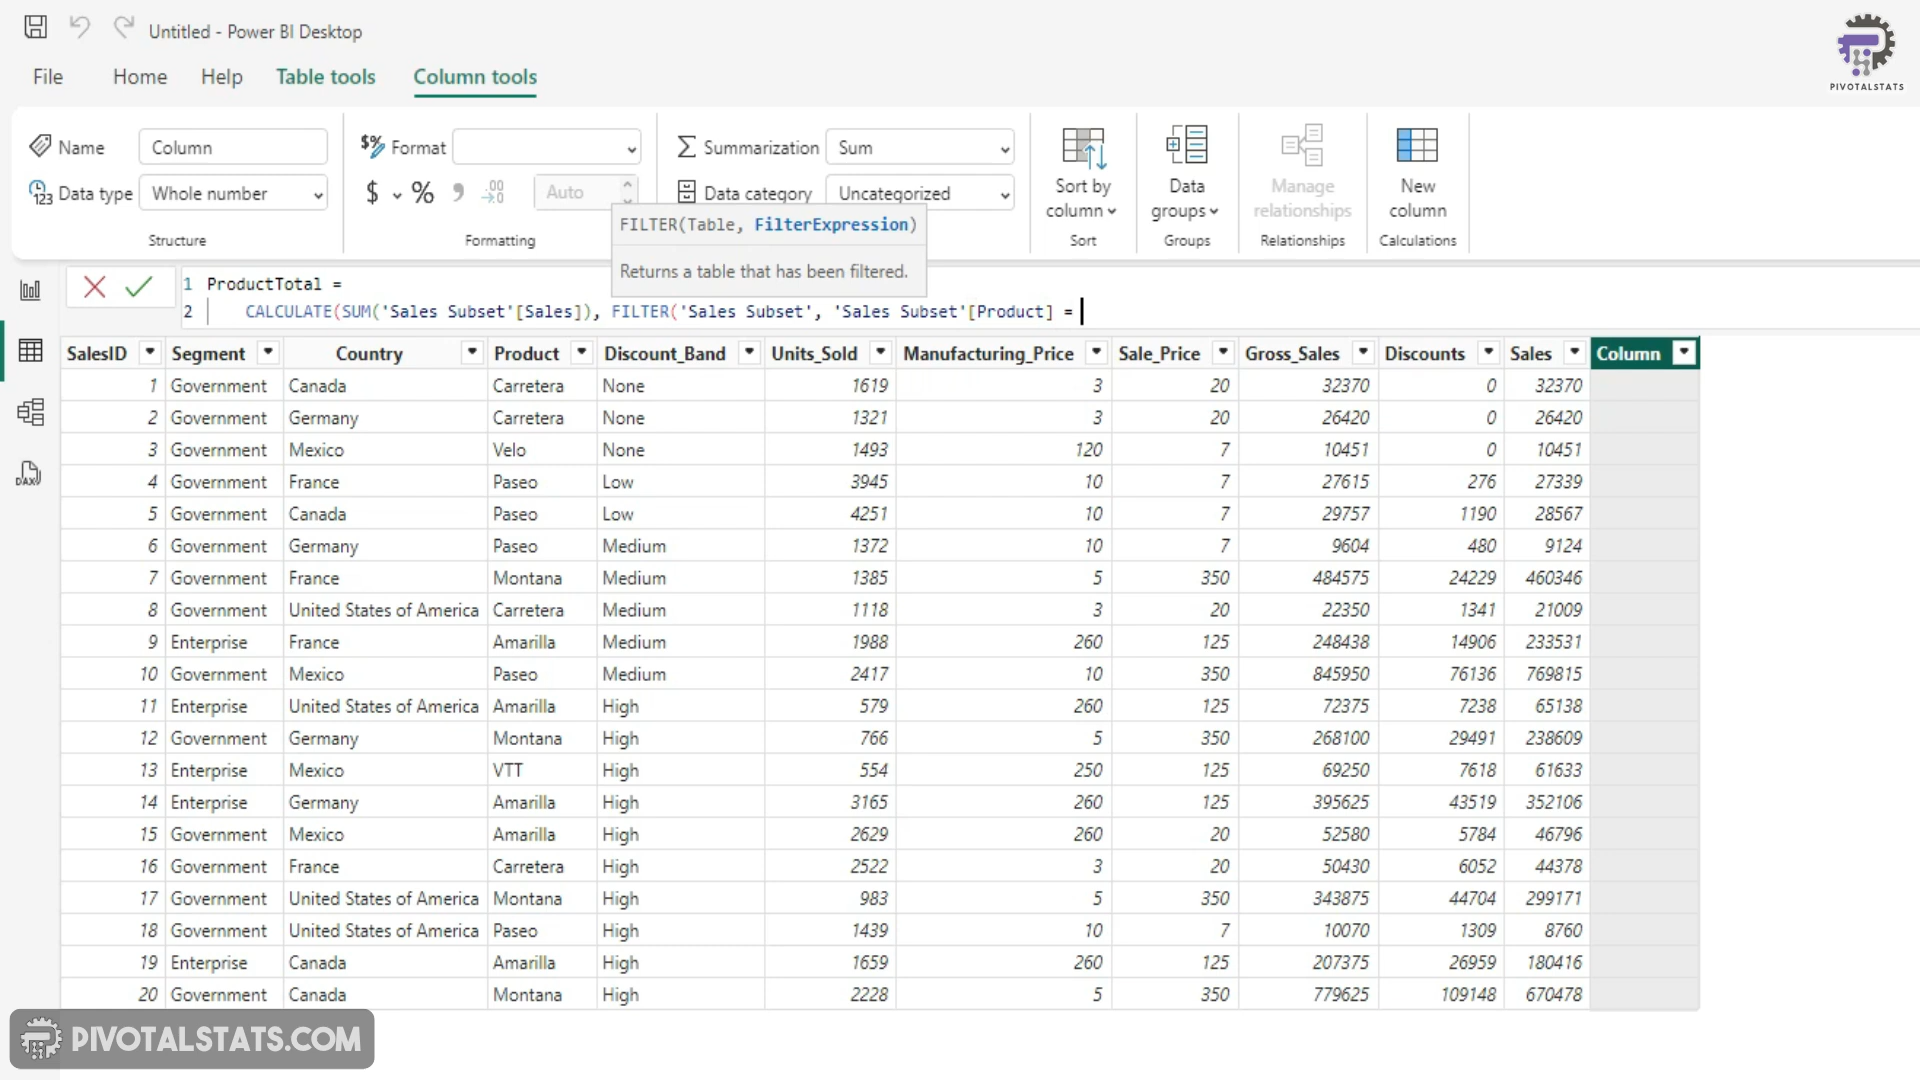 Untitled - Power BI Desktop
PIVOTALSTATS
File Home Help Table tools Column tools
Name Column $% Format Summarization Sum
Data type Whole number $ % Auto Data category Uncategorized
Structure Formatting
Sort by column
Sort
Data groups
Groups
Manage relationships
Relationships
New column
Calculations
FILTER(Table, FilterExpression)
Returns a table that has been filtered.
1 ProductTotal =
2 CALCULATE(SUM('Sales Subset'[Sales]), FILTER('Sales Subset', 'Sales Subset'[Product] =
DAX
SalesID Segment Country Product Discount_Band Units_Sold Manufacturing_Price Sale_Price Gross_Sales Discounts Sales Column
1 Government Canada Carretera None 1619 3 20 32370 0 32370
2 Government Germany Carretera None 1321 3 20 26420 0 26420
3 Government Mexico Velo None 1493 120 7 10451 0 10451
4 Government France Paseo Low 3945 10 7 27615 276 27339
5 Government Canada Paseo Low 4251 10 7 29757 1190 28567
6 Government Germany Paseo Medium 1372 10 7 9604 480 9124
7 Government France Montana Medium 1385 5 350 484575 24229 460346
8 Government United States of America Carretera Medium 1118 3 20 22350 1341 21009
9 Enterprise France Amarilla Medium 1988 260 125 248438 14906 233531
10 Government Mexico Paseo Medium 2417 10 350 845950 76136 769815
11 Enterprise United States of America Amarilla High 579 260 125 72375 7238 65138
12 Government Germany Montana High 766 5 350 268100 29491 238609
13 Enterprise Mexico VTT High 554 250 125 69250 7618 61633
14 Enterprise Germany Amarilla High 3165 260 125 395625 43519 352106
15 Government Mexico Amarilla High 2629 260 20 52580 5784 46796
16 Government France Carretera High 2522 3 20 50430 6052 44378
17 Government United States of America Montana High 983 5 350 343875 44704 299171
18 Government United States of America Paseo High 1439 10 7 10070 1309 8760
19 Enterprise Canada Amarilla High 1659 260 125 207375 26959 180416
20 Government Canada Montana High 2228 5 350 779625 109148 670478
PIVOTALSTATS.COM